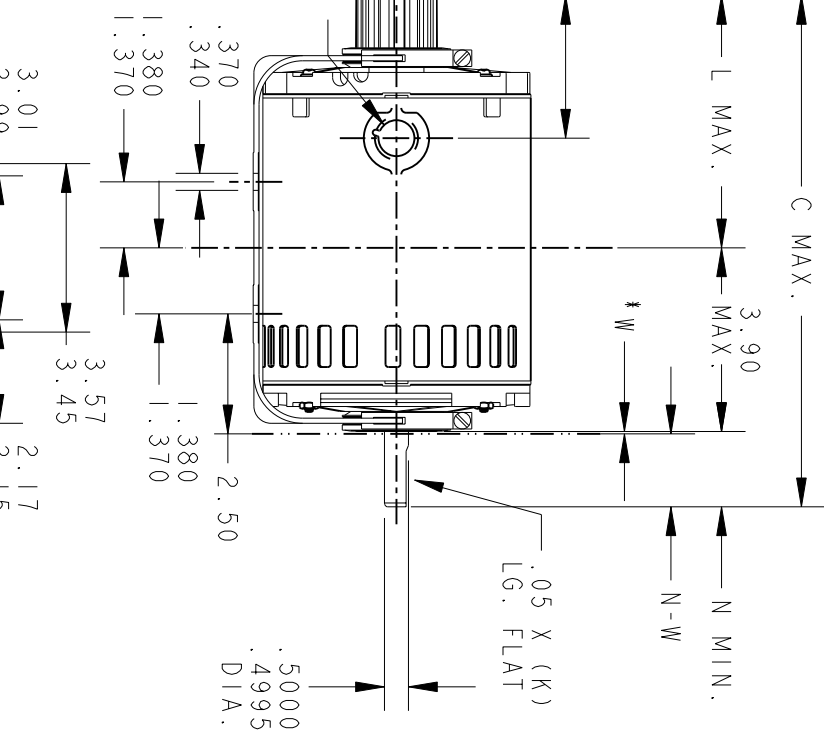 L MAX.
C MAX.
3.90
MAX.
*W
N MIN.
N-W
.05 X (K)
LG. FLAT
.5000
.4995
DIA.
.370
.340
1.380
1.370
3.01
3.57
3.45
1.380
1.370
2.50
2.17